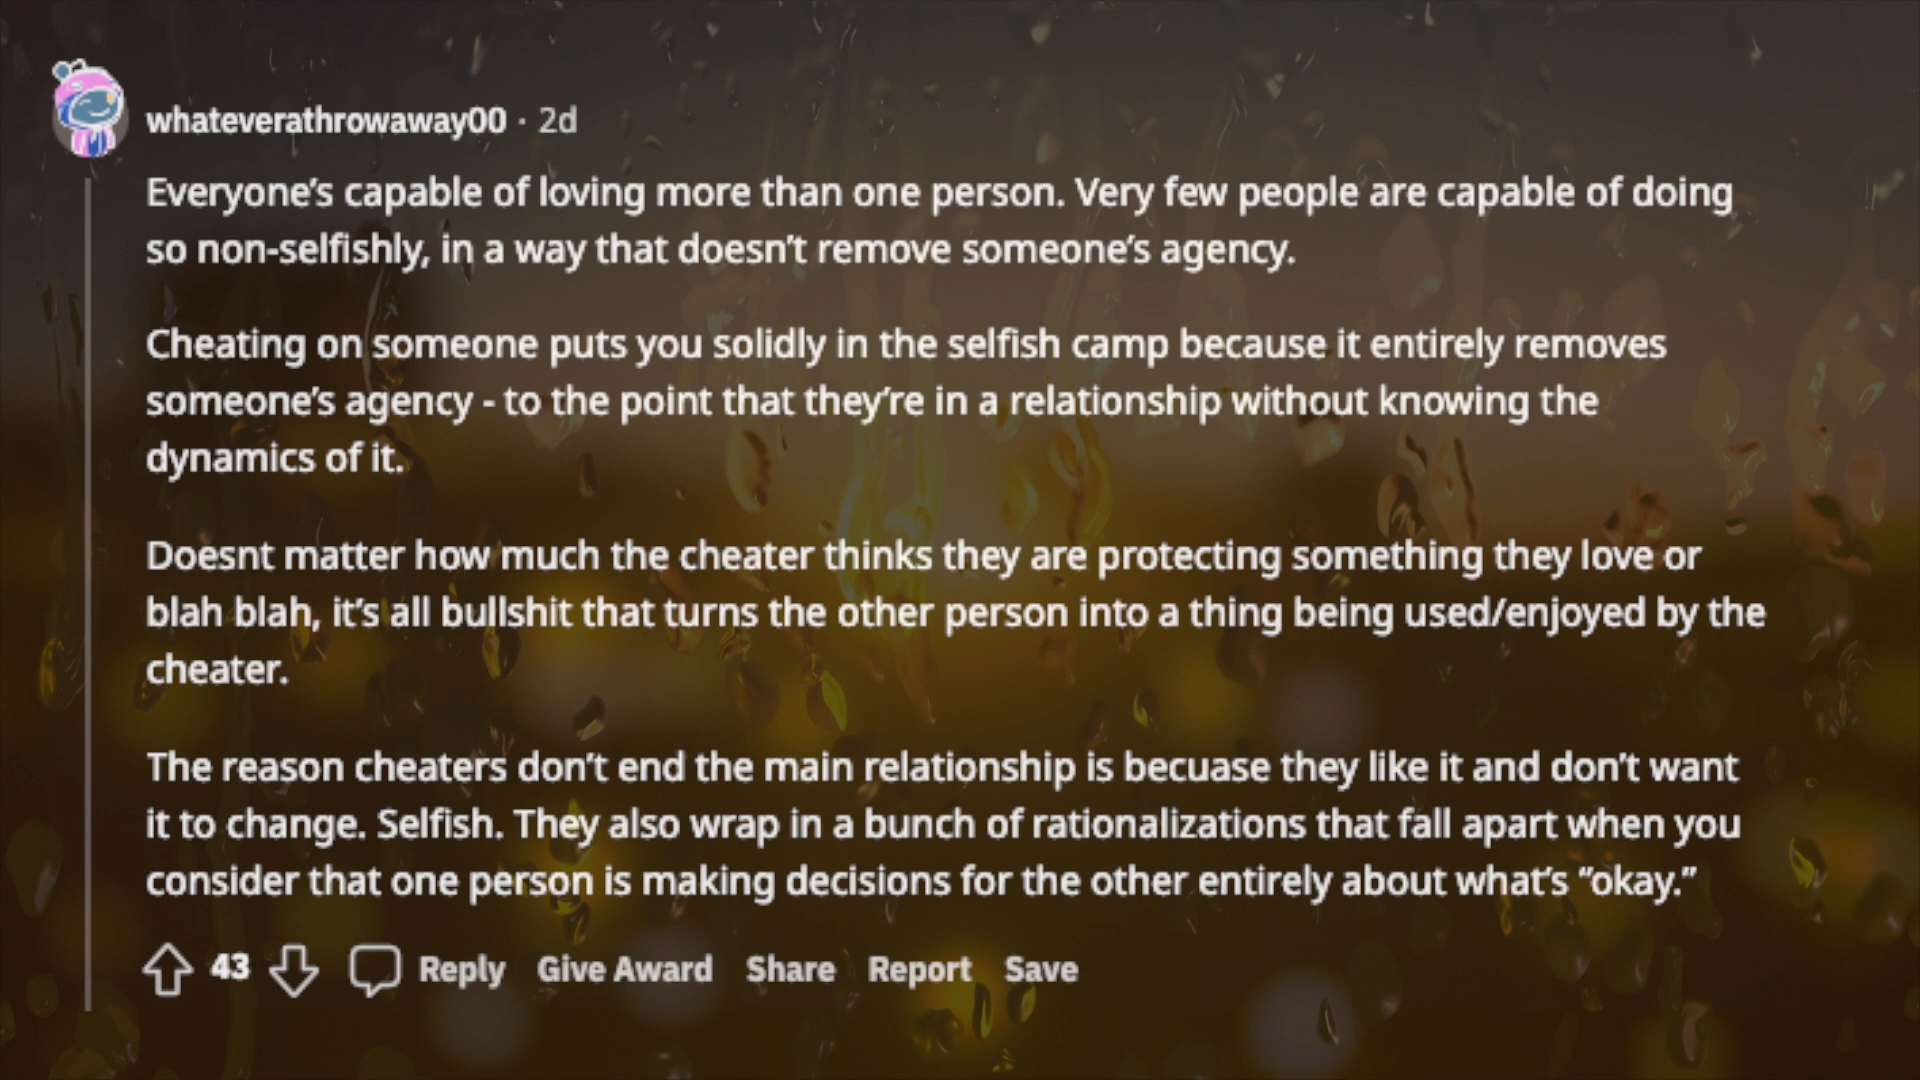 whateverathrowaway00 · 2d
Everyone’s capable of loving more than one person. Very few people are capable of doing
so non-selfishly, in a way that doesn’t remove someone’s agency.
Cheating on someone puts you solidly in the selfish camp because it entirely removes
someone’s agency - to the point that they’re in a relationship without knowing the
dynamics of it.
Doesnt matter how much the cheater thinks they are protecting something they love or
blah blah, it’s all bullshit that turns the other person into a thing being used/enjoyed by the
cheater.
The reason cheaters don’t end the main relationship is becuase they like it and don’t want
it to change. Selfish. They also wrap in a bunch of rationalizations that fall apart when you
consider that one person is making decisions for the other entirely about what’s “okay.”
43 Reply Give Award Share Report Save